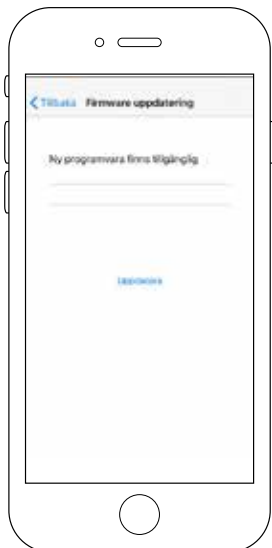 Tillbaka Firmware uppdatering
Ny programvara finns tillgänglig
Uppdatera